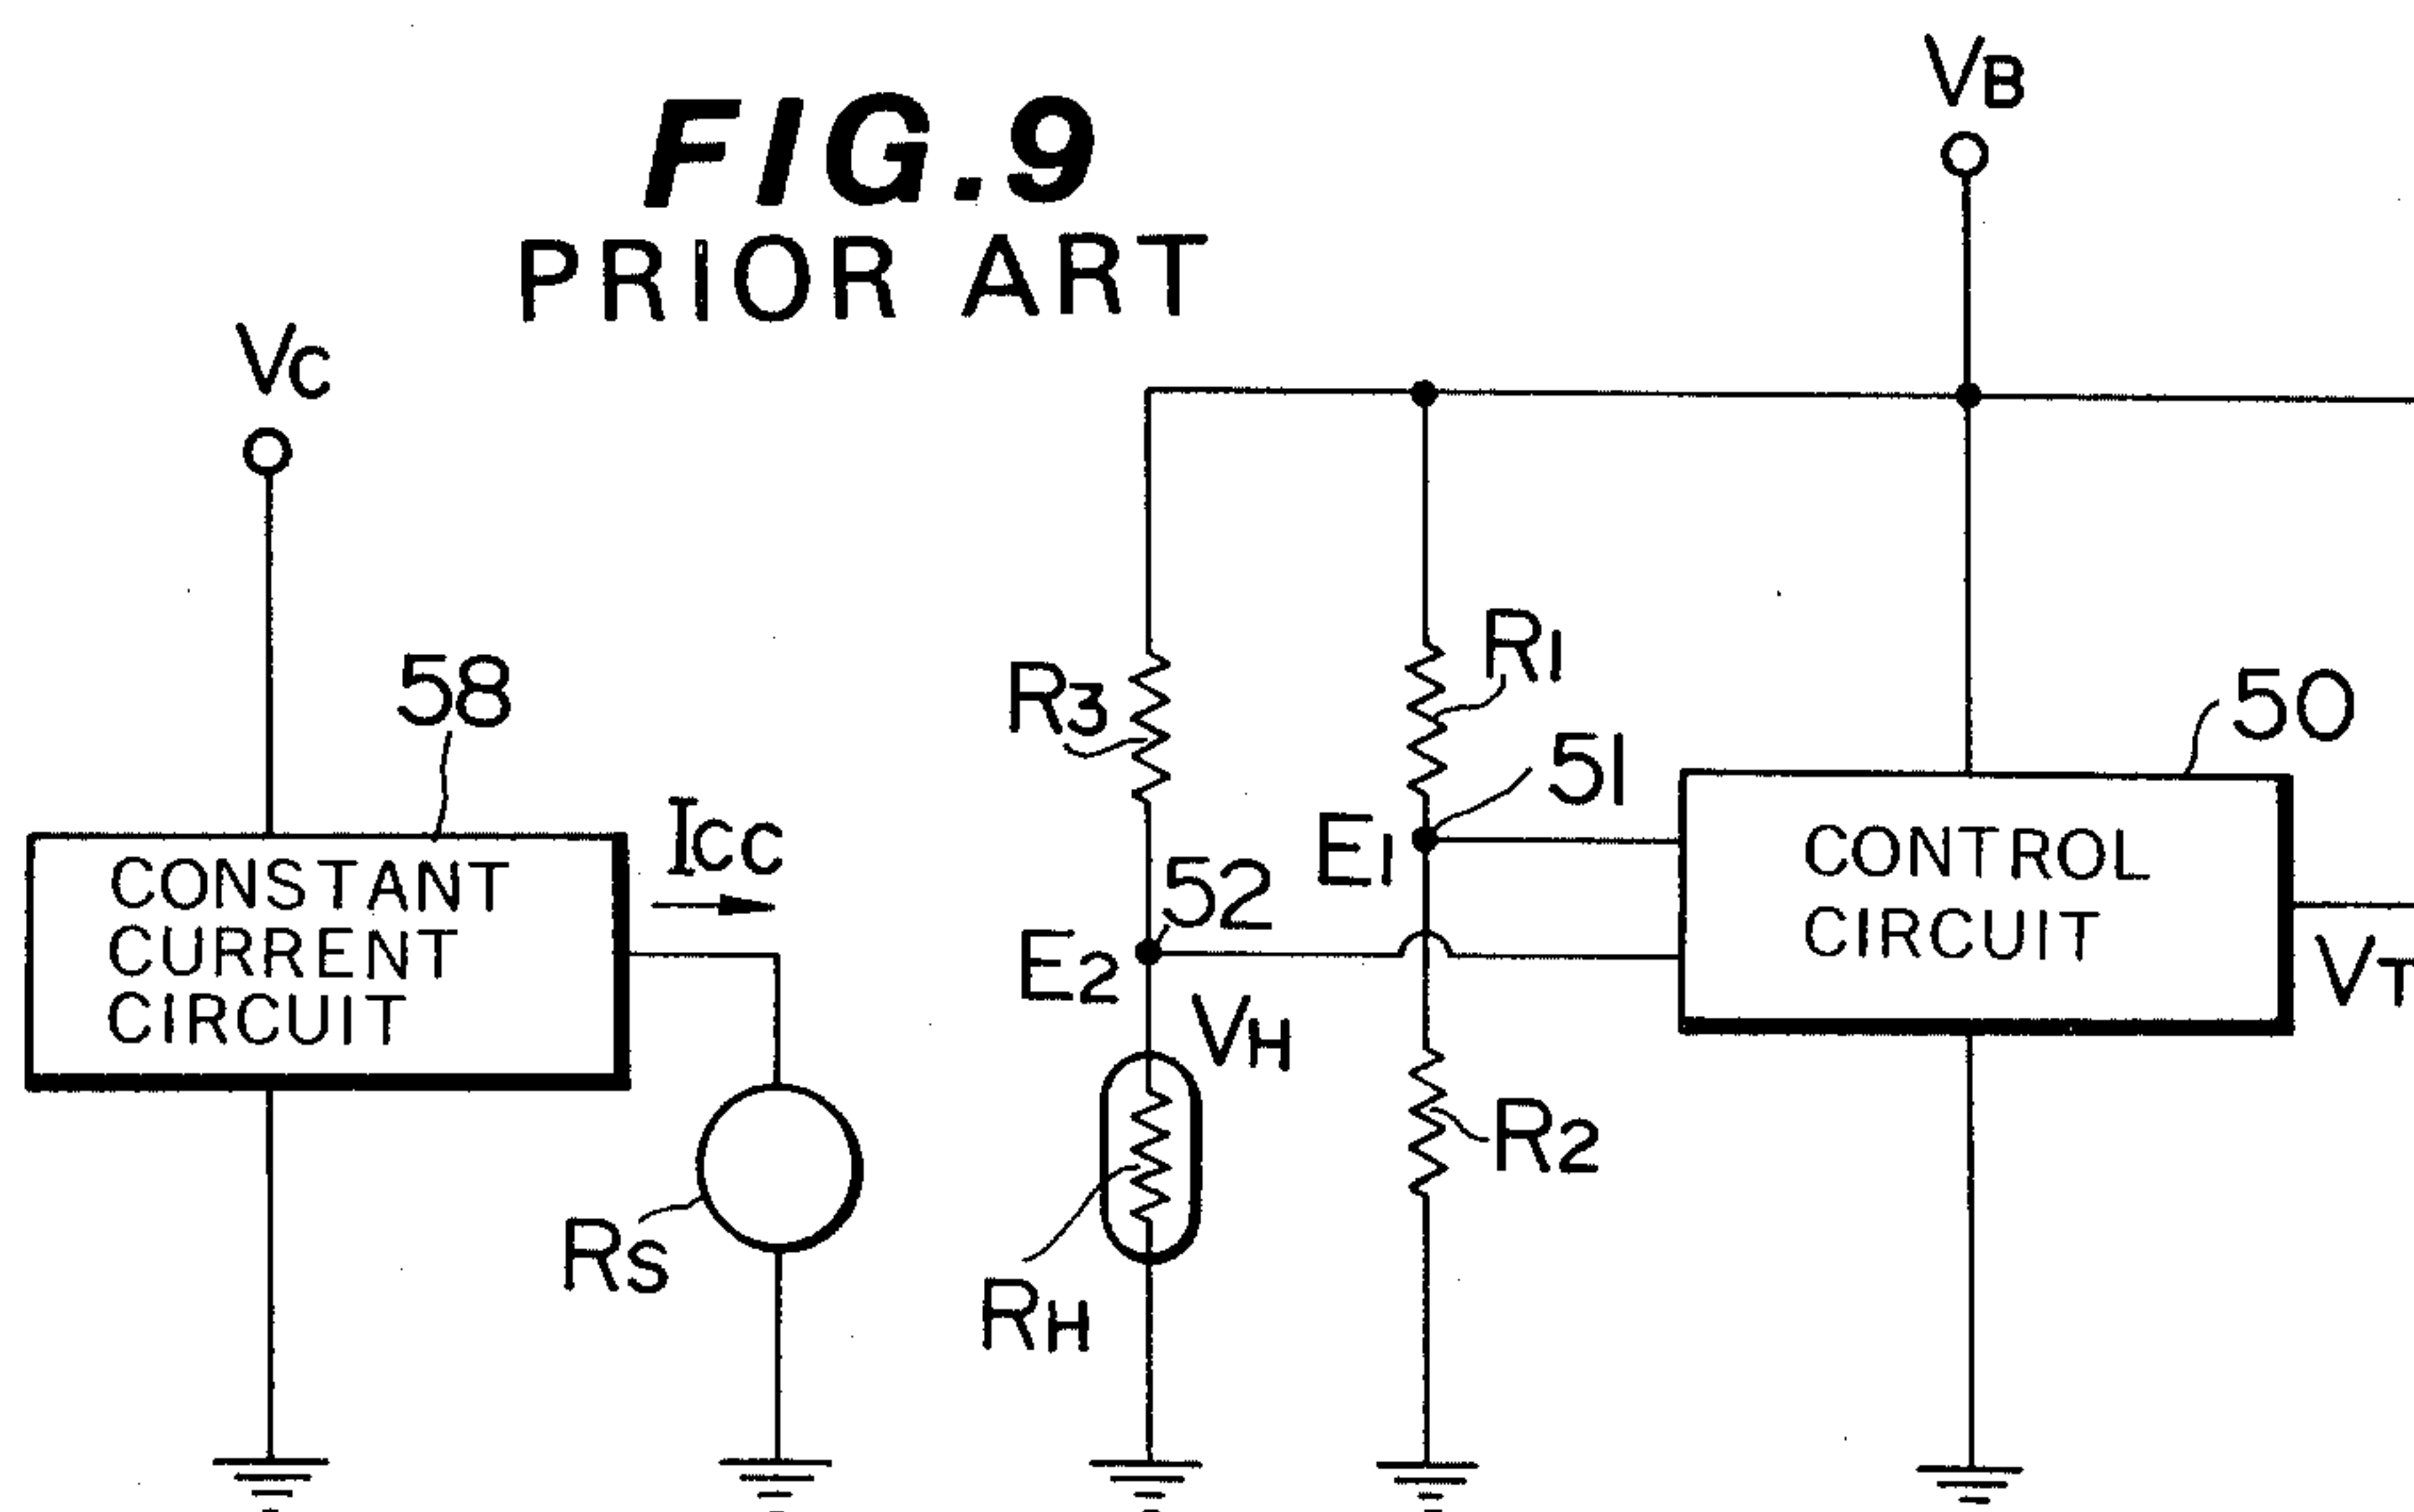 FIG.9
PRIOR ART
VB
VC
58
ICC
CONSTANT
CURRENT
CIRCUIT
RS
R3
R1
51
E1
52
E2
VH
RH
R2
50
CONTROL
CIRCUIT
VT